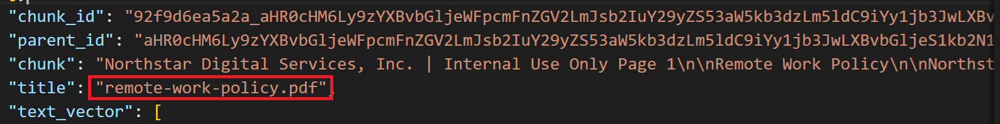 "chunk_id": "92f9d6ea5a2a_aHR0cHM6Ly9zYXBvbGljeWFpcmFnZGV2LmJsb2IuY29yZS53aW5kb3dzLm5ldC9iYy1jb3JwLXBv
"parent_id": "aHR0cHM6Ly9zYXBvbGljeWFpcmFnZGV2LmJsb2IuY29yZS53aW5kb3dzLm5ldC9iYy1jb3JwLXBvbGljeS1kb2N1
"chunk": "Northstar Digital Services, Inc. | Internal Use Only Page 1\n\nRemote Work Policy\n\nNorthst
"title": "remote-work-policy.pdf",
"text_vector": [